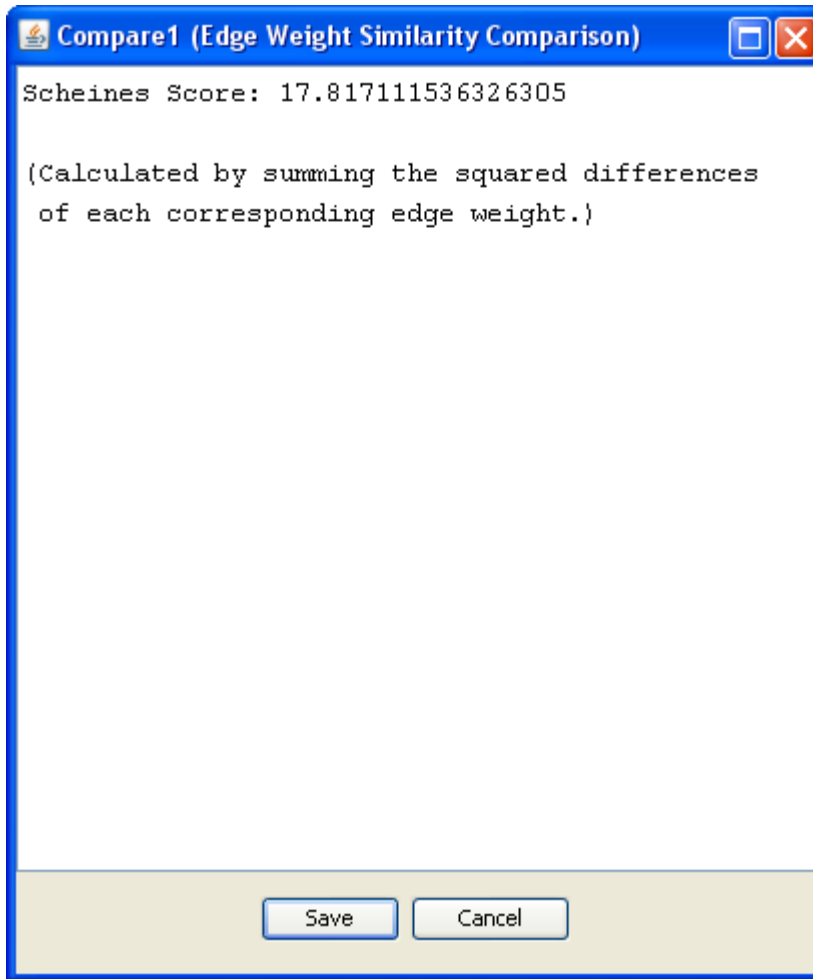 Compare1 (Edge Weight Similarity Comparison)
Scheines Score: 17.817111536326305
(Calculated by summing the squared differences
of each corresponding edge weight.)
Save
Cancel